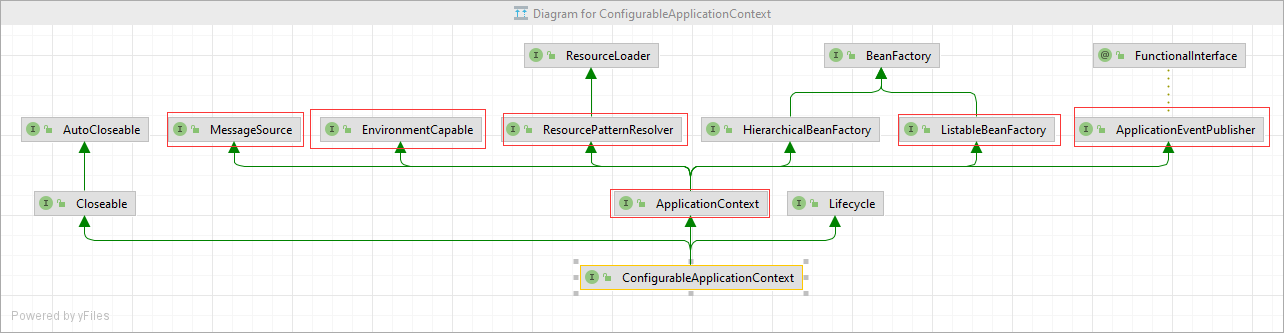 Diagram for ConfigurableApplicationContext
I ResourceLoader
I BeanFactory
@ FunctionalInterface
I AutoCloseable
I MessageSource
I EnvironmentCapable
I ResourcePatternResolver
I HierarchicalBeanFactory
I ListableBeanFactory
I ApplicationEventPublisher
I Closeable
I ApplicationContext
I Lifecycle
I ConfigurableApplicationContext
Powered by yFiles